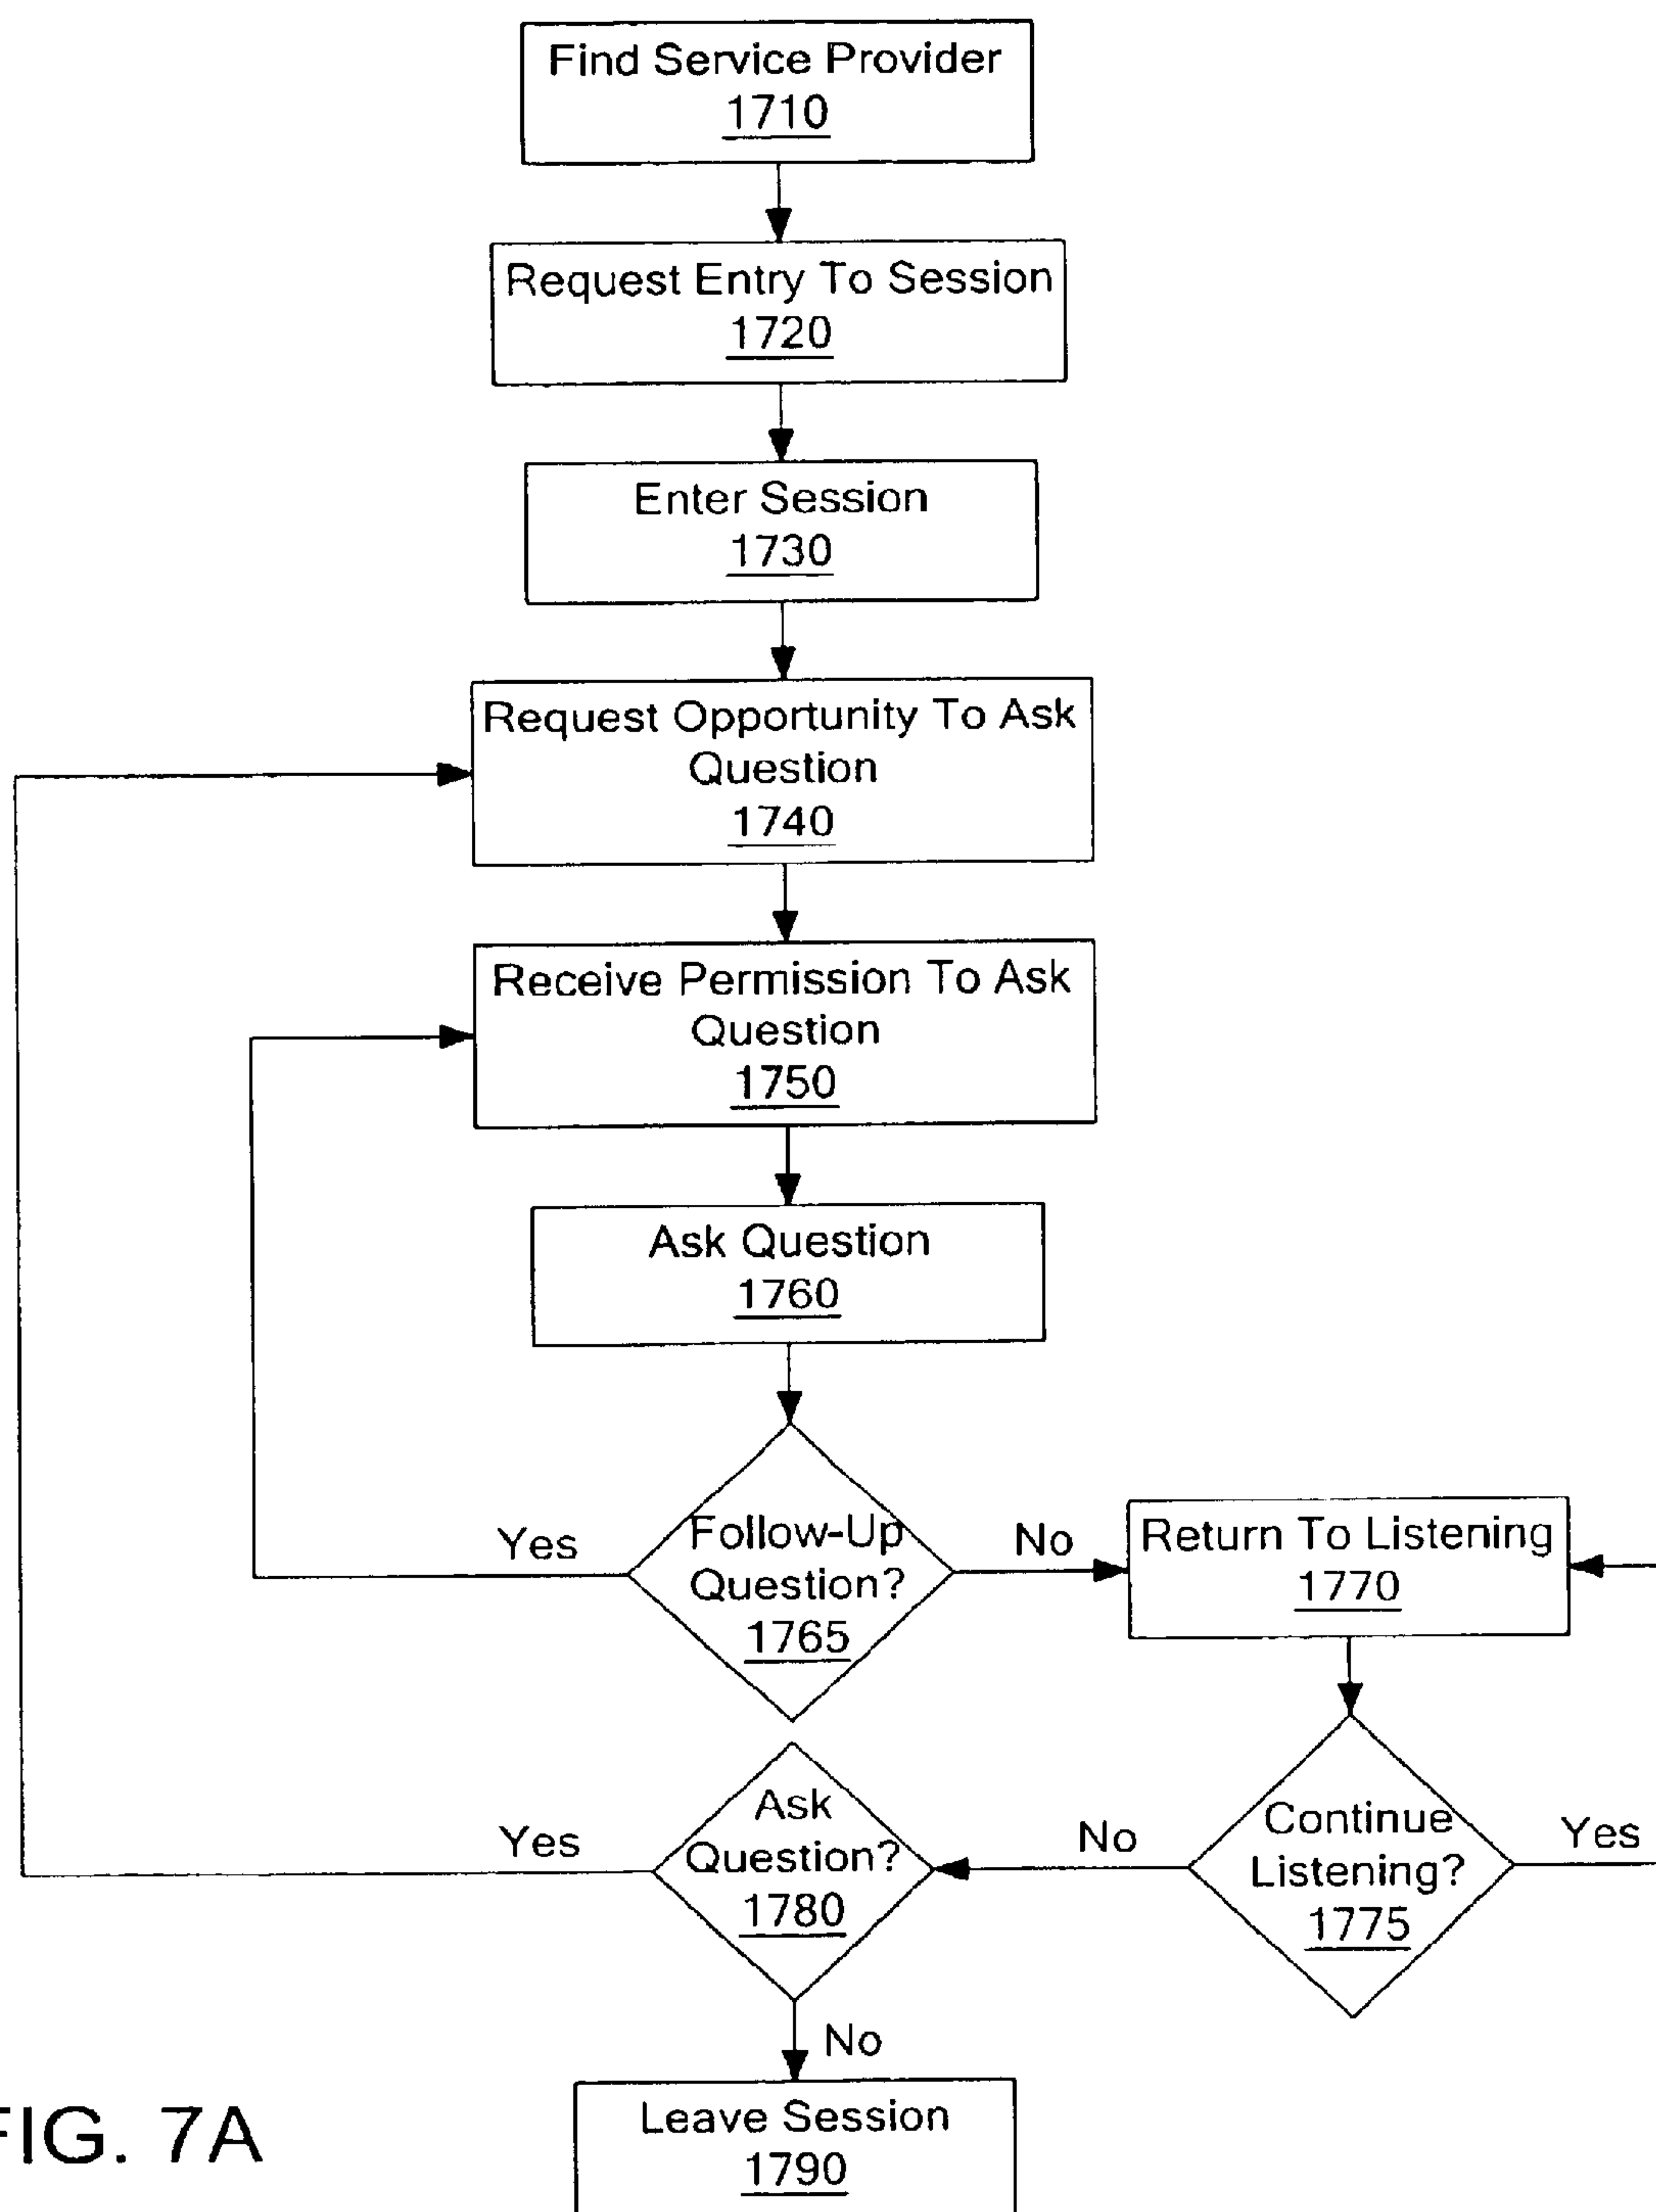 Find Service Provider
1710
Request Entry To Session
1720
Enter Session
1730
Request Opportunity To Ask
Question
1740
Receive Permission To Ask
Question
1750
Ask Question
1760
Follow-Up
Question?
1765
Yes
No
Return To Listening
1770
Continue
Listening?
1775
Yes
No
Ask
Question?
1780
Yes
No
Leave Session
1790
FIG. 7A